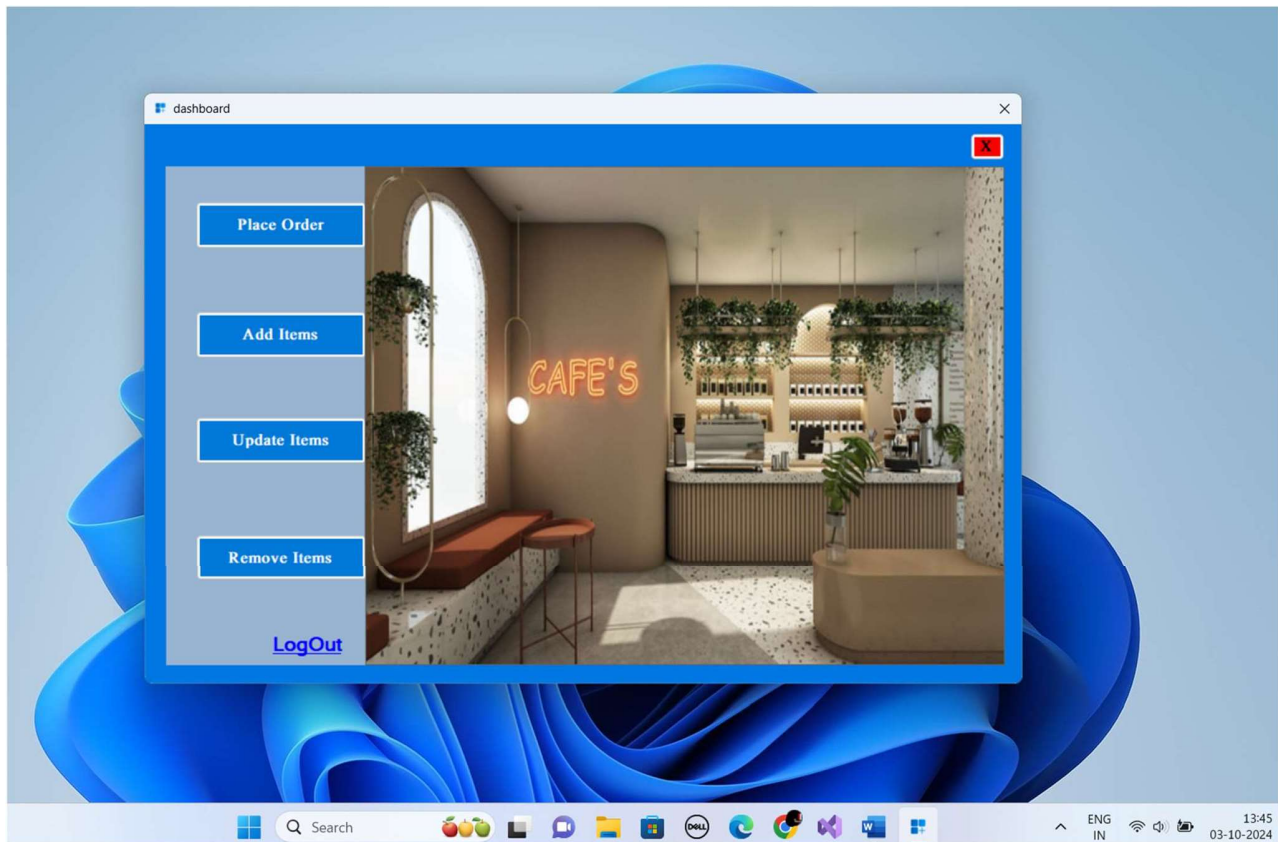 dashboard
X
Place Order
Add Items
Update Items
Remove Items
LogOut
CAFE'S
Search
DELL
W
ENG
IN
13:45
03-10-2024